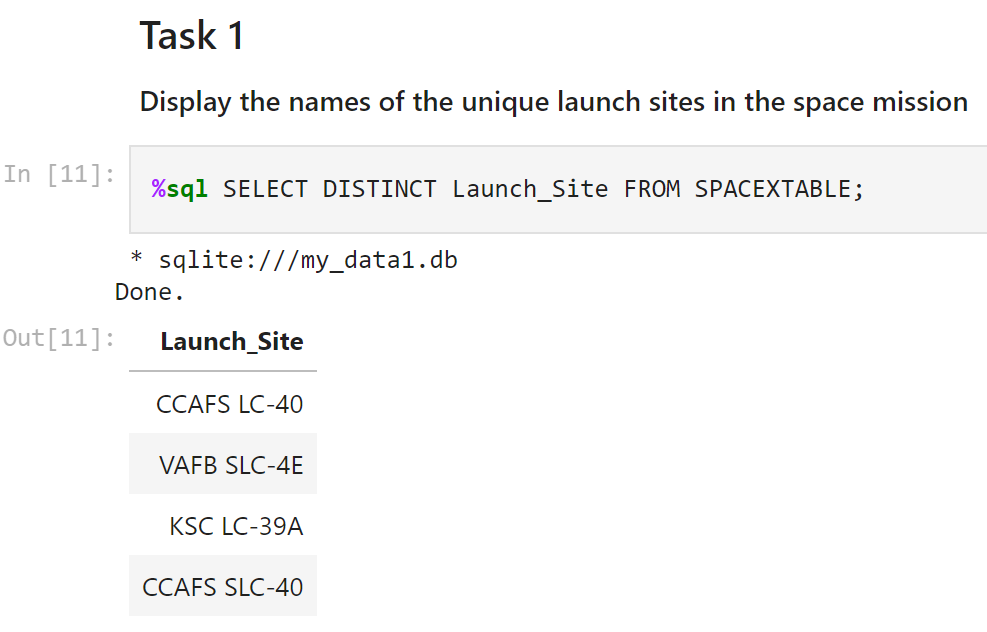 Task 1
Display the names of the unique launch sites in the space mission
In [11]: %sql SELECT DISTINCT Launch_Site FROM SPACEXTABLE;
* sqlite:///my_data1.db
Done.
Out[11]: Launch_Site
CCAFS LC-40
VAFB SLC-4E
KSC LC-39A
CCAFS SLC-40